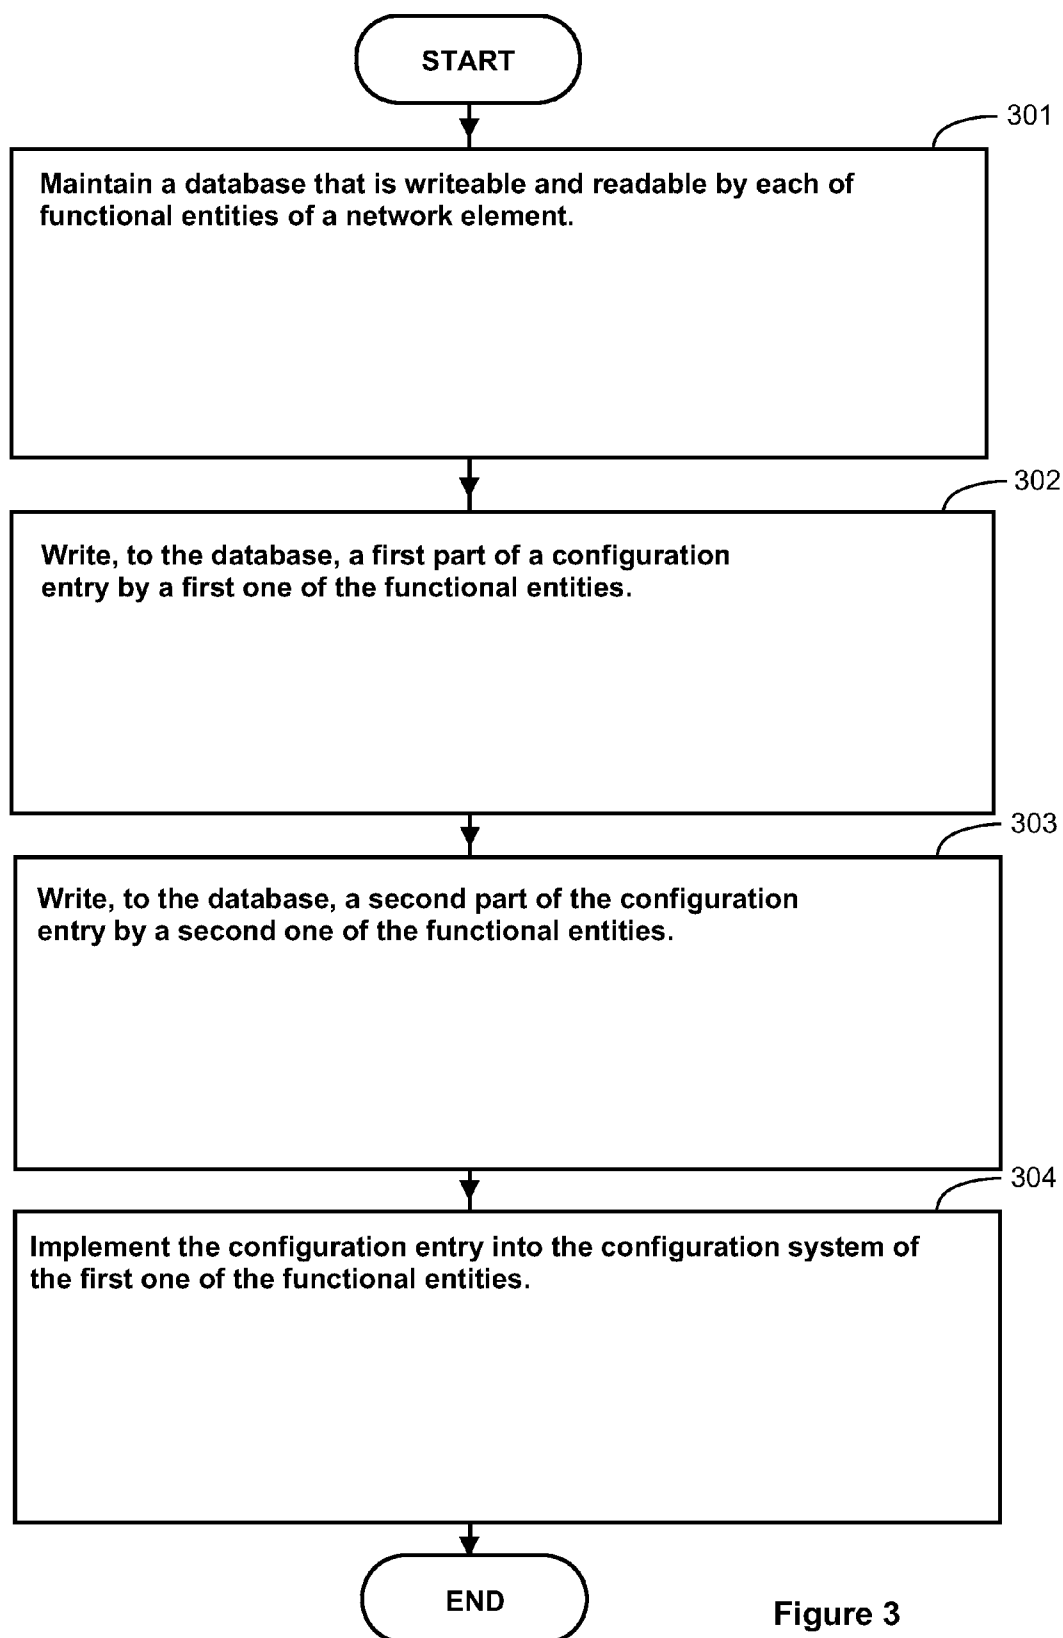 START
301
Maintain a database that is writeable and readable by each of
functional entities of a network element.
302
Write, to the database, a first part of a configuration
entry by a first one of the functional entities.
303
Write, to the database, a second part of the configuration
entry by a second one of the functional entities.
304
Implement the configuration entry into the configuration system of
the first one of the functional entities.
END
Figure 3